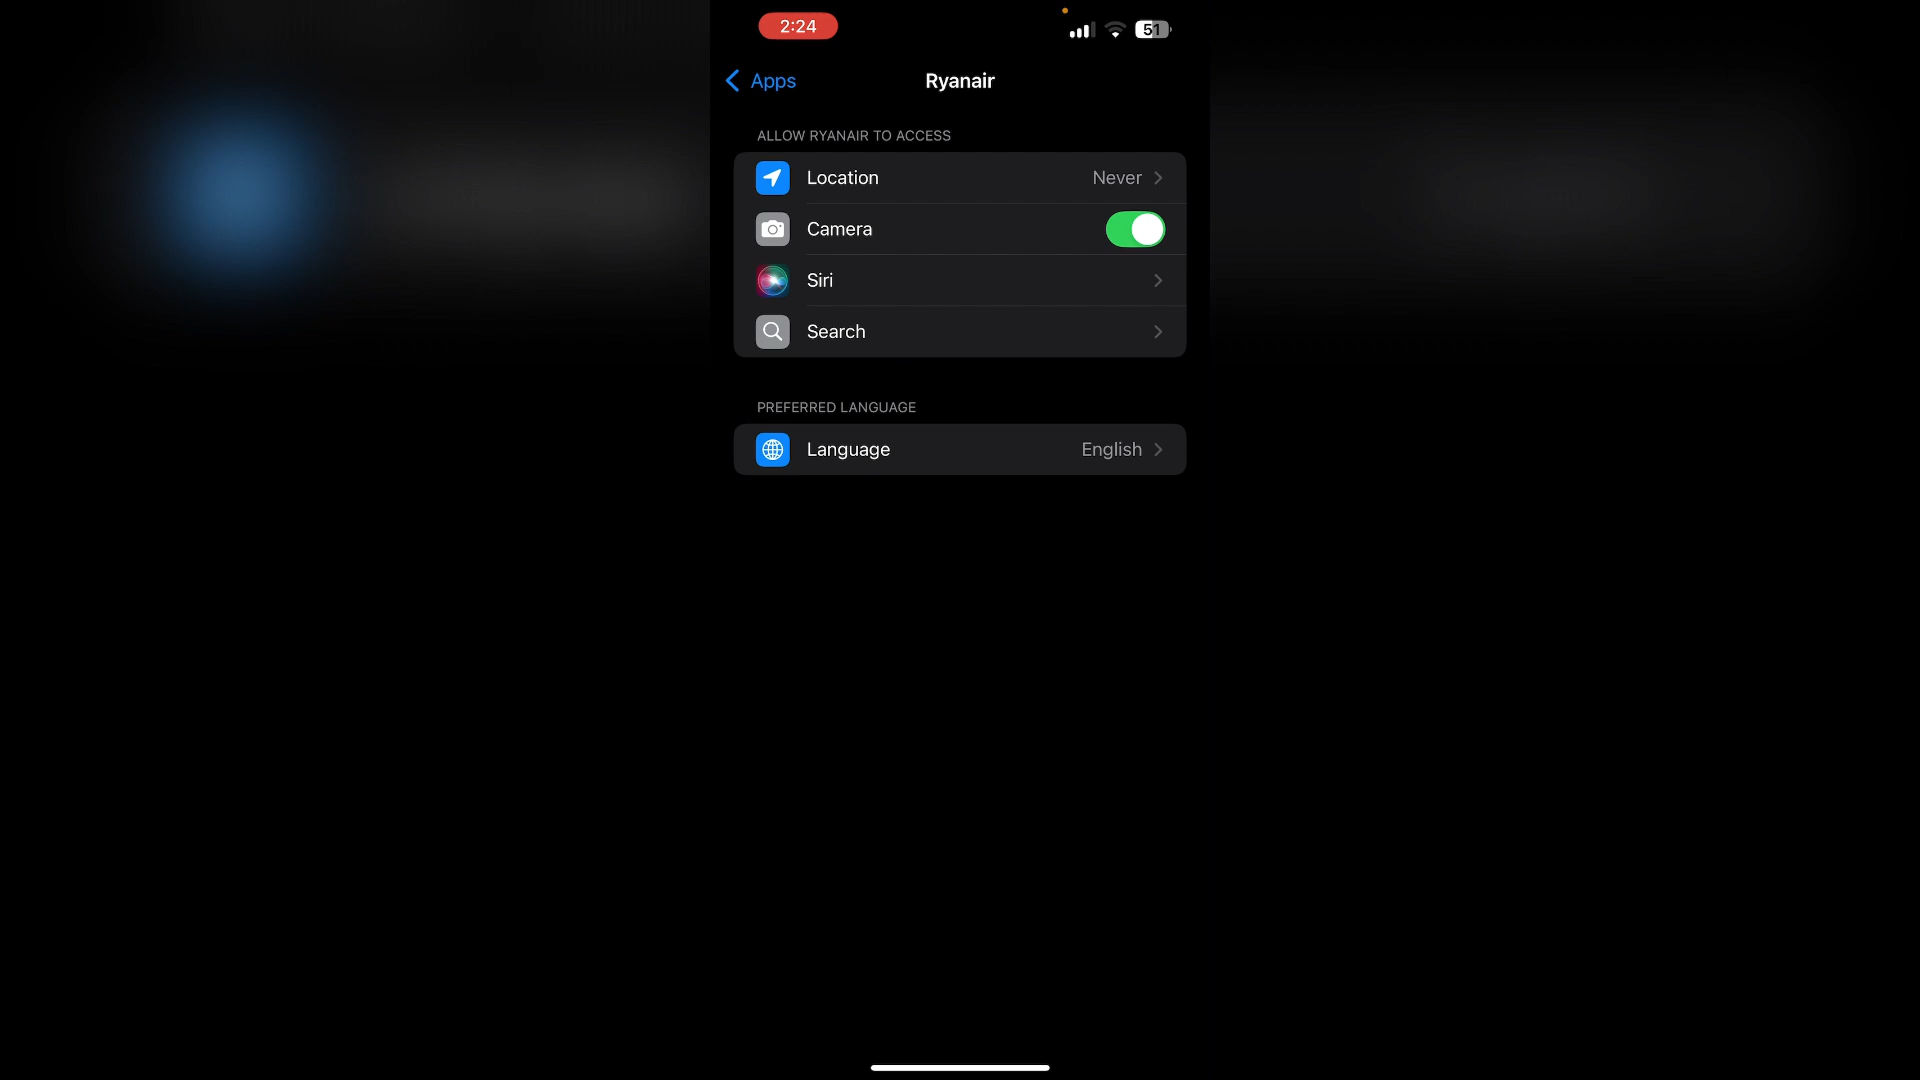 2:24
51
Apps
Ryanair
ALLOW RYANAIR TO ACCESS
Location Never
Camera
Siri
Search
PREFERRED LANGUAGE
Language English